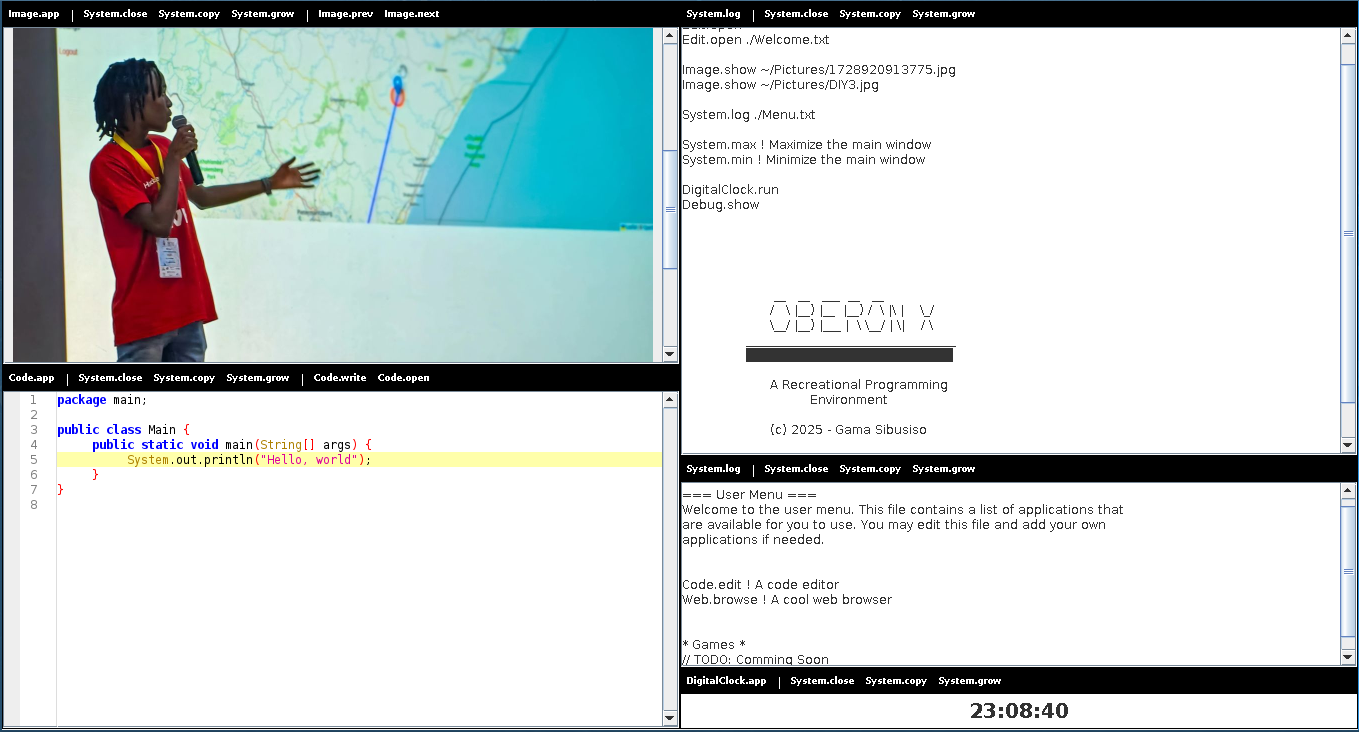 Image.app | System.close System.copy System.grow | Image.prev Image.next
Logout
Code.app | System.close System.copy System.grow | Code.write Code.open
1 package main;
2
3 public class Main {
4 public static void main(String[] args) {
5 System.out.println("Hello, world");
6 }
7 }
8
System.log | System.close System.copy System.grow
Edit.open
Edit.open ./Welcome.txt
Image.show ~/Pictures/1728920913775.jpg
Image.show ~/Pictures/DIY3.jpg
System.log ./Menu.txt
System.max ! Maximize the main window
System.min ! Minimize the main window
DigitalClock.run
Debug.show
OBERON X
A Recreational Programming
Environment
(c) 2025 - Gama Sibusiso
System.log | System.close System.copy System.grow
=== User Menu ===
Welcome to the user menu. This file contains a list of applications that
are available for you to use. You may edit this file and add your own
applications if needed.
Code.edit ! A code editor
Web.browse ! A cool web browser
* Games *
// TODO: Comming Soon
DigitalClock.app | System.close System.copy System.grow
23:08:40